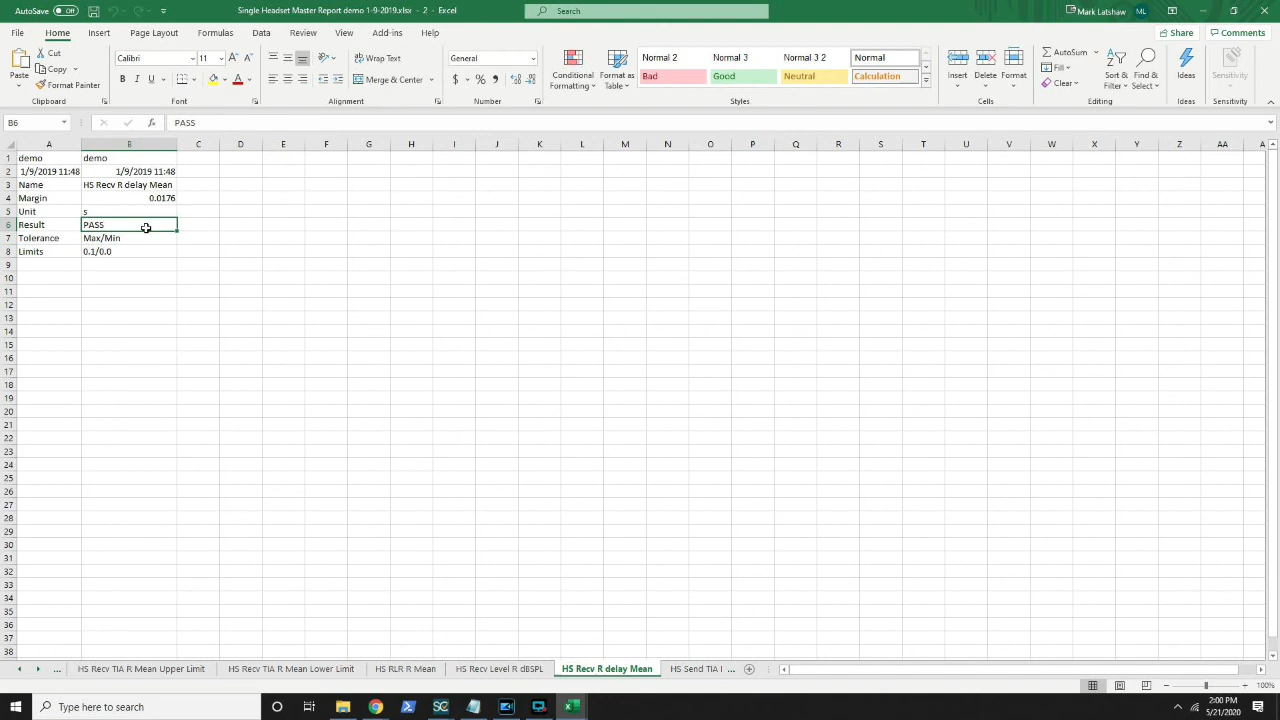 AutoSave Off
Single Headset Master Report demo 1-9-2019.xlsx - 2 - Excel
Search
Mark Latshaw ML
File Home Insert Page Layout Formulas Data Review View Add-ins Help
Share Comments
Paste
Cut
Copy
Format Painter
Clipboard
Calibri 11
B I U
Font
Wrap Text
Merge & Center
Alignment
General
$ % ,
Number
Conditional Formatting
Format as Table
Normal 2 Normal 3 Normal 3 2 Normal
Bad Good Neutral Calculation
Styles
Insert Delete Format
Cells
AutoSum
Fill
Clear
Sort & Filter
Find & Select
Editing
Ideas
Ideas
Sensitivity
Sensitivity
B6 fx PASS
A B C D E F G H I J K L M N O P Q R S T U V W X Y Z AA A
1 demo demo
2 1/9/2019 11:48 1/9/2019 11:48
3 Name HS Recv R delay Mean
4 Margin 0.0176
5 Unit s
6 Result PASS
7 Tolerance Max/Min
8 Limits 0.1/0.0
9
10
11
12
13
14
15
16
17
18
19
20
21
22
23
24
25
26
27
28
29
30
31
32
33
34
35
36
37
38
... HS Recv TIA R Mean Upper Limit HS Recv TIA R Mean Lower Limit HS RLR R Mean HS Recv Level R dBSPL HS Recv R delay Mean HS Send TIA ...
100%
Type here to search
SC
2:00 PM
5/21/2020